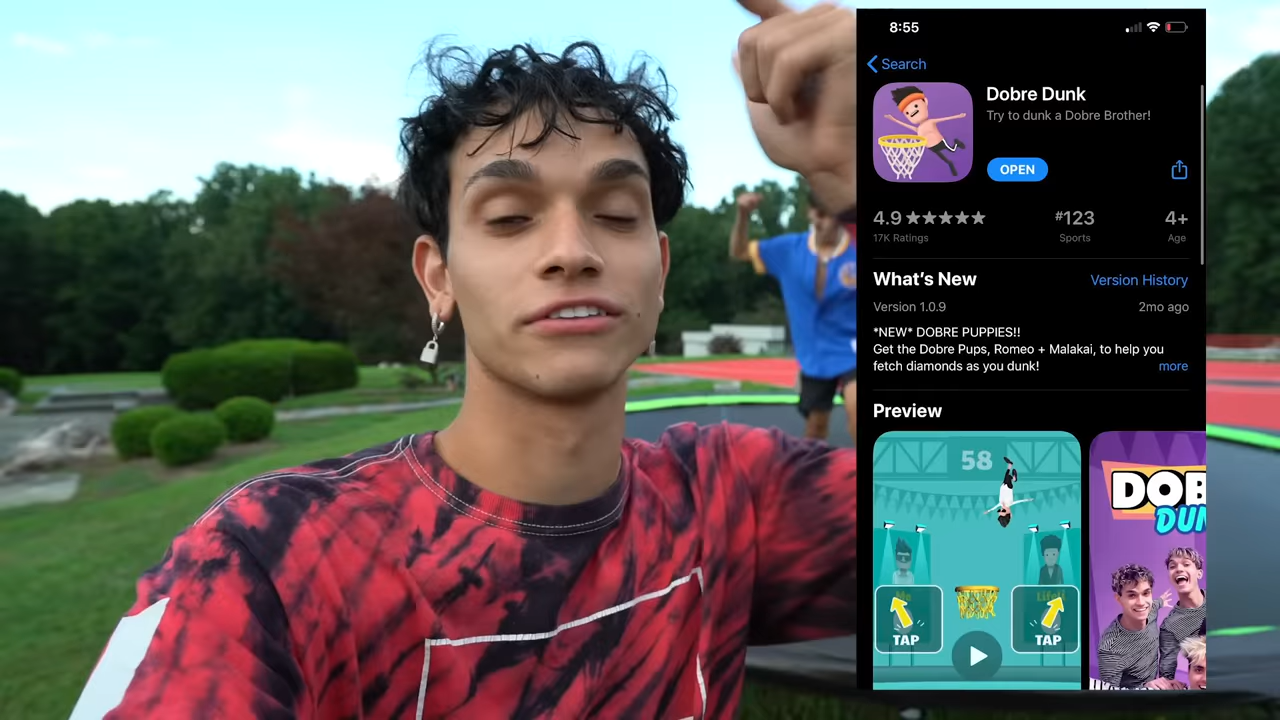 8:55
Search
Dobre Dunk
Try to dunk a Dobre Brother!
OPEN
4.9
17K Ratings
#123
Sports
4+
Age
What's New
Version History
Version 1.0.9
2mo ago
*NEW* DOBRE PUPPIES!!
Get the Dobre Pups, Romeo + Malakai, to help you
fetch diamonds as you dunk!
more
Preview
58
TAP
TAP
DOB
DUN